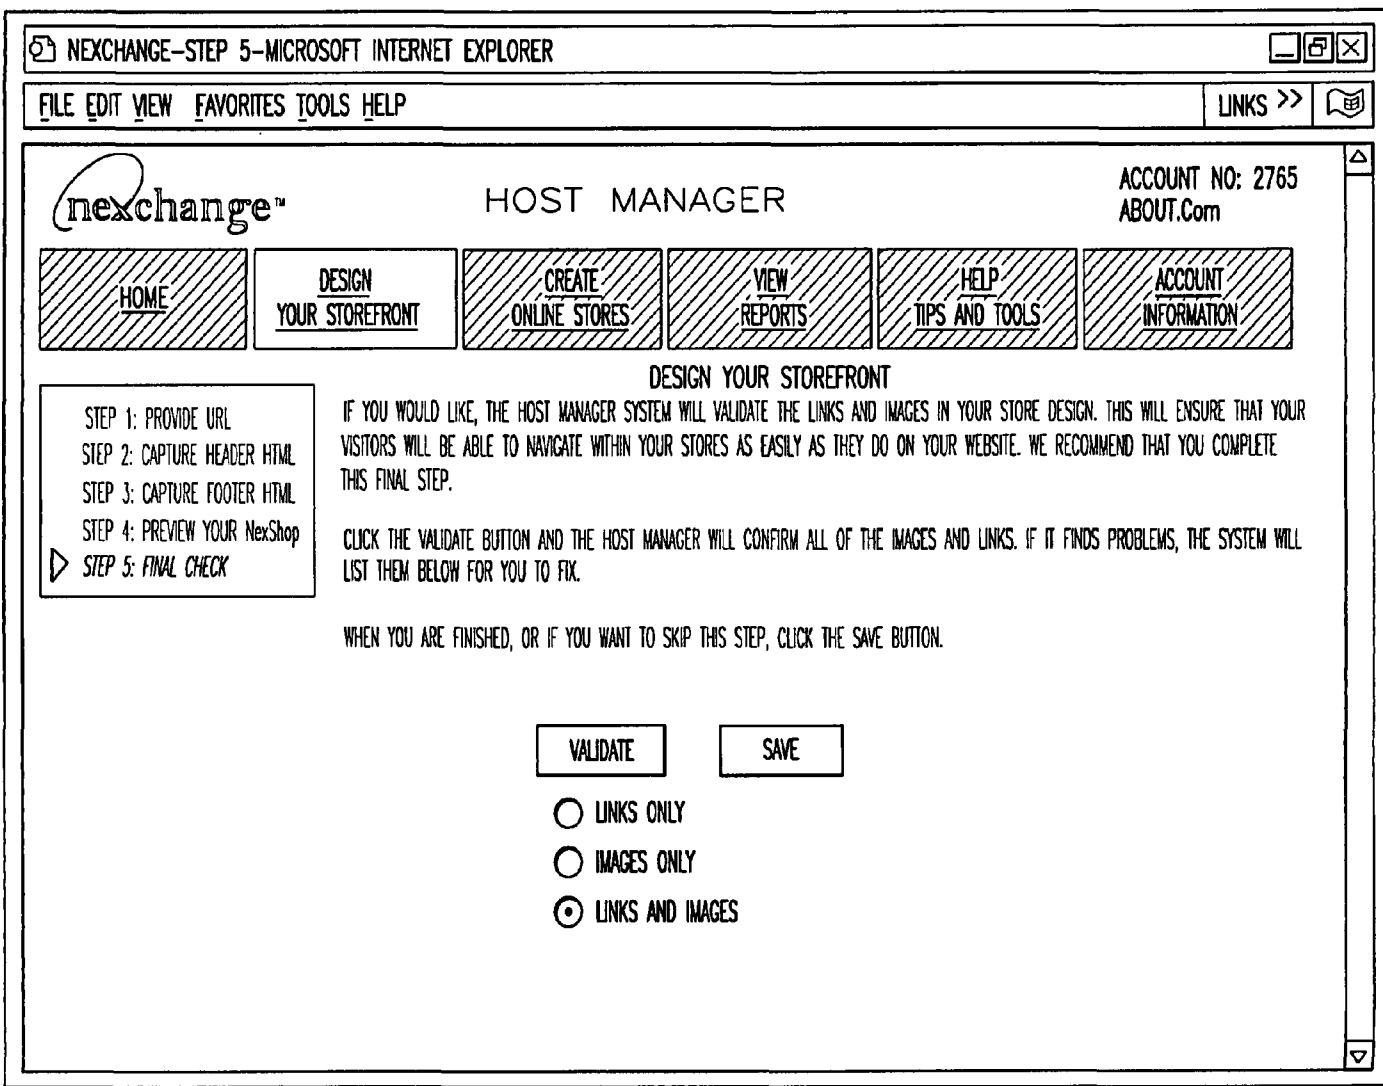 NEXCHANGE–STEP 5–MICROSOFT INTERNET EXPLORER
FILE EDIT VIEW FAVORITES TOOLS HELP
LINKS >>
nexchange™
HOST MANAGER
ACCOUNT NO: 2765
ABOUT.Com
HOME
DESIGN
YOUR STOREFRONT
CREATE
ONLINE STORES
VIEW
REPORTS
HELP
TIPS AND TOOLS
ACCOUNT
INFORMATION
STEP 1: PROVIDE URL
STEP 2: CAPTURE HEADER HTML
STEP 3: CAPTURE FOOTER HTML
STEP 4: PREVIEW YOUR NexShop
STEP 5: FINAL CHECK
DESIGN YOUR STOREFRONT
IF YOU WOULD LIKE, THE HOST MANAGER SYSTEM WILL VALIDATE THE LINKS AND IMAGES IN YOUR STORE DESIGN. THIS WILL ENSURE THAT YOUR
VISITORS WILL BE ABLE TO NAVIGATE WITHIN YOUR STORES AS EASILY AS THEY DO ON YOUR WEBSITE. WE RECOMMEND THAT YOU COMPLETE
THIS FINAL STEP.
CLICK THE VALIDATE BUTTON AND THE HOST MANAGER WILL CONFIRM ALL OF THE IMAGES AND LINKS. IF IT FINDS PROBLEMS, THE SYSTEM WILL
LIST THEM BELOW FOR YOU TO FIX.
WHEN YOU ARE FINISHED, OR IF YOU WANT TO SKIP THIS STEP, CLICK THE SAVE BUTTON.
VALIDATE
SAVE
LINKS ONLY
IMAGES ONLY
LINKS AND IMAGES